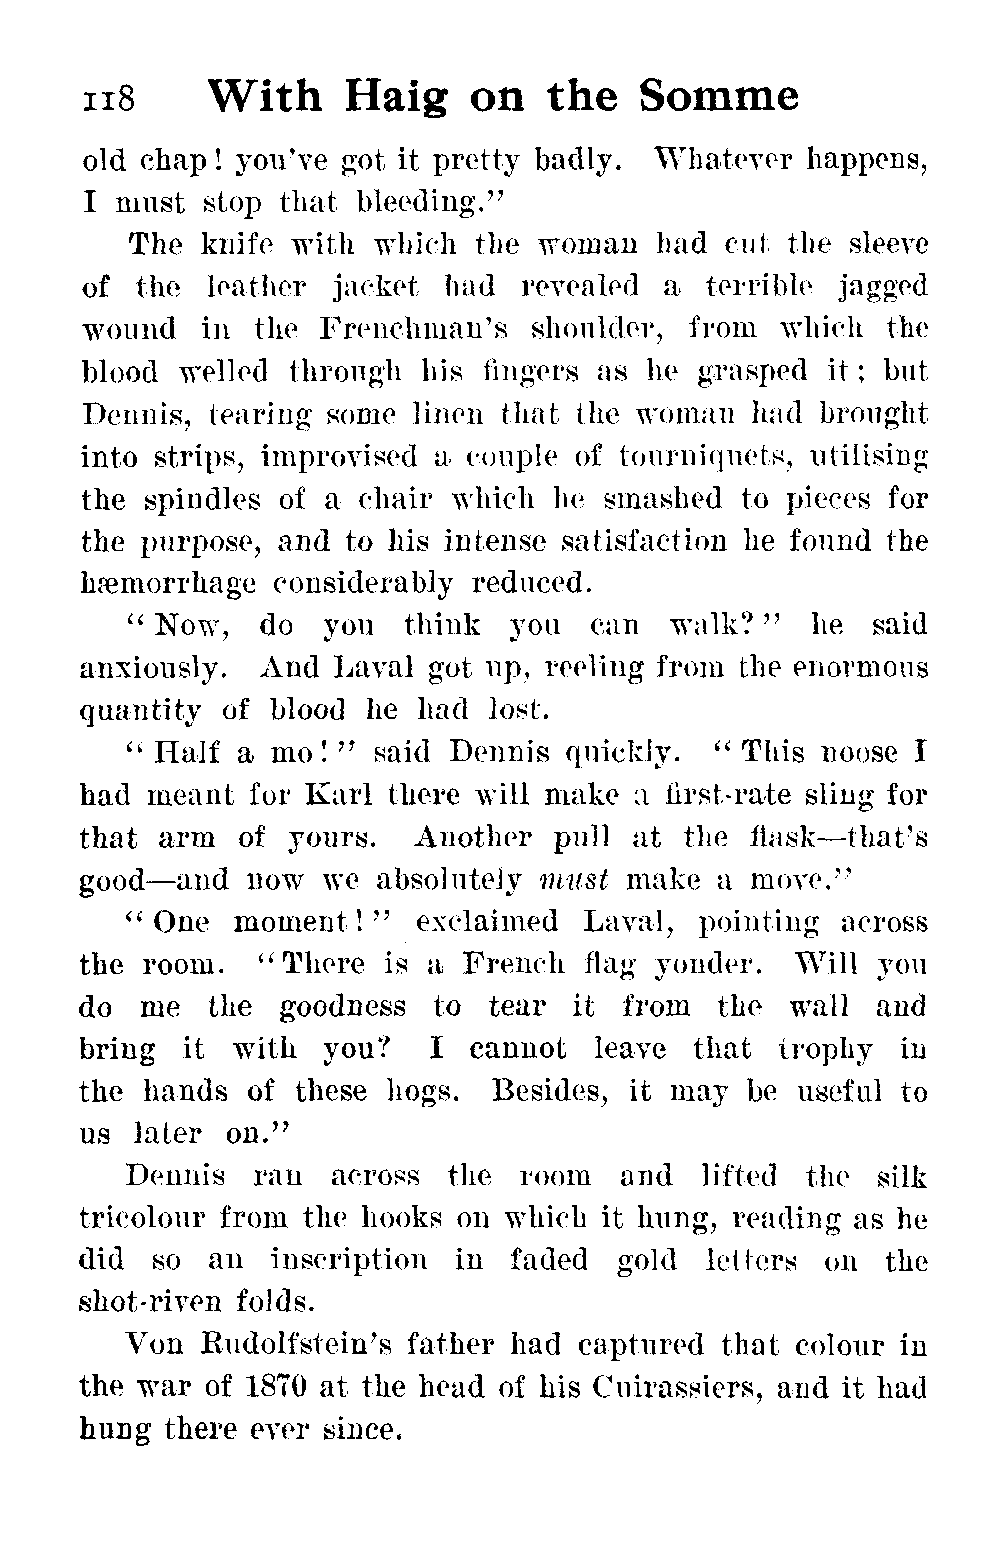 118 With Haig on the Somme
old chap! you've got it pretty badly. Whatever happens,
I must stop that bleeding."
The knife with which the woman had cut the sleeve
of the leather jacket had revealed a terrible jagged
wound in the Frenchman's shoulder, from which the
blood welled through his fingers as he grasped it; but
Dennis, tearing some linen that the woman had brought
into strips, improvised a couple of tourniquets, utilising
the spindles of a chair which he smashed to pieces for
the purpose, and to his intense satisfaction he found the
hæmorrhage considerably reduced.
"Now, do you think you can walk?" he said
anxiously. And Laval got up, reeling from the enormous
quantity of blood he had lost.
"Half a mo!" said Dennis quickly. "This noose I
had meant for Karl there will make a first-rate sling for
that arm of yours. Another pull at the flask—that's
good—and now we absolutely must make a move."
"One moment!" exclaimed Laval, pointing across
the room. "There is a French flag yonder. Will you
do me the goodness to tear it from the wall and
bring it with you? I cannot leave that trophy in
the hands of these hogs. Besides, it may be useful to
us later on."
Dennis ran across the room and lifted the silk
tricolour from the hooks on which it hung, reading as he
did so an inscription in faded gold letters on the
shot-riven folds.
Von Rudolfstein's father had captured that colour in
the war of 1870 at the head of his Cuirassiers, and it had
hung there ever since.